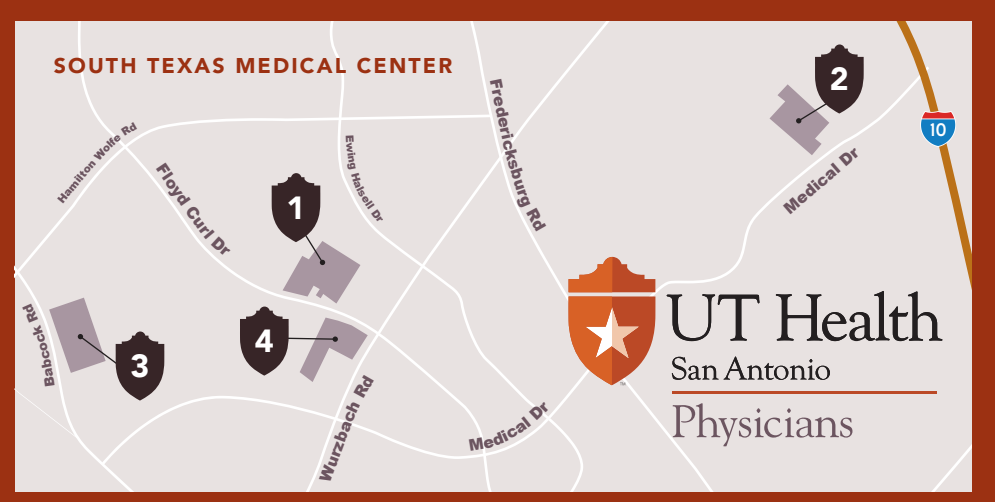 SOUTH TEXAS MEDICAL CENTER
2
10
Hamilton Wolfe Rd
Ewing Halsell Dr
Fredericksburg Rd
Medical Dr
Floyd Curl Dr
1
Babcock Rd
3
4
UT Health
San Antonio
Physicians
Wurzbach Rd
Medical Dr